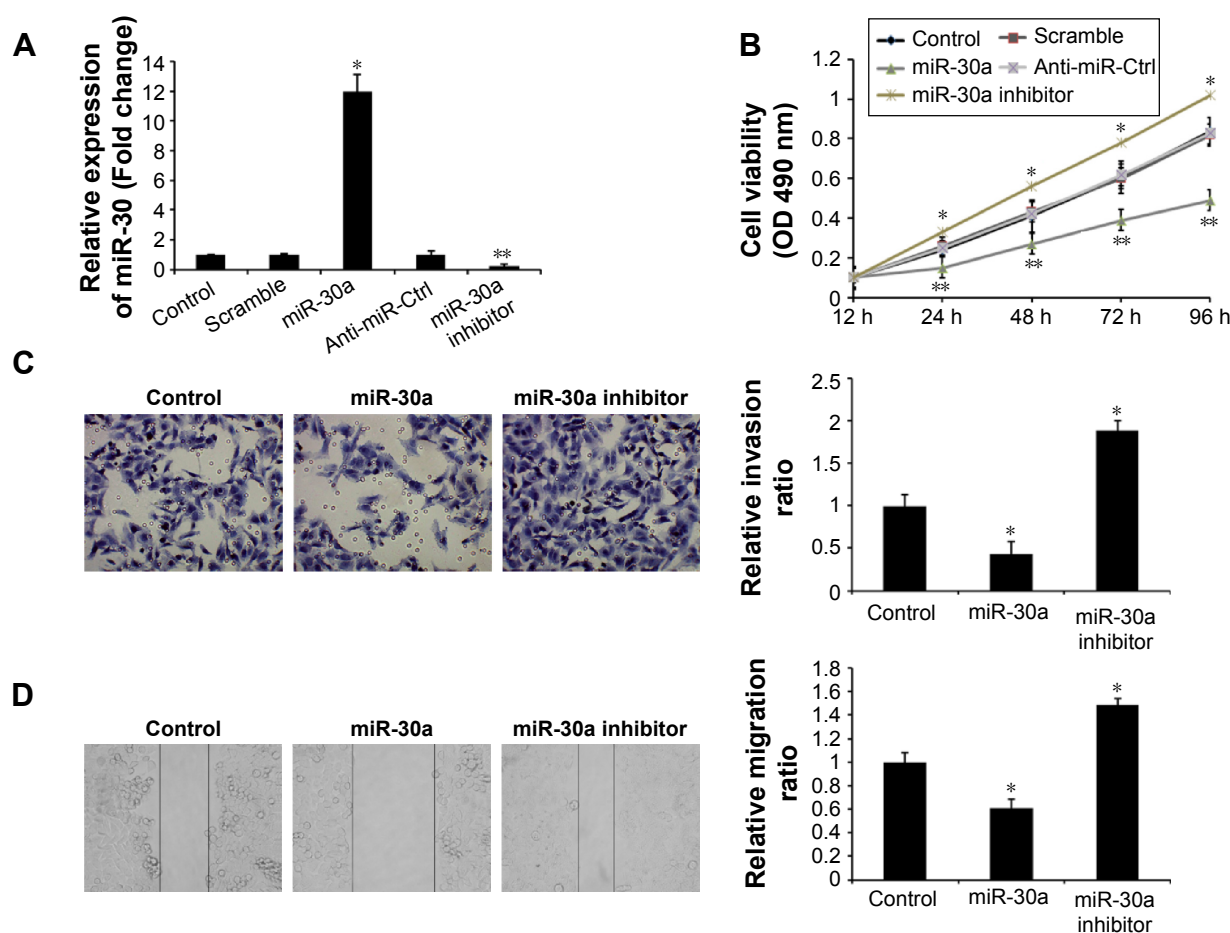 A
Relative expression
of miR-30 (Fold change)
14
12
10
8
6
4
2
0
*
**
Control
Scramble
miR-30a
Anti-miR-Ctrl
miR-30a
inhibitor
B
Control
Scramble
miR-30a
Anti-miR-Ctrl
miR-30a inhibitor
Cell viability
(OD 490 nm)
1.2
1
0.8
0.6
0.4
0.2
0
*
*
*
*
**
**
**
**
12 h
24 h
48 h
72 h
96 h
C
Control
miR-30a
miR-30a inhibitor
Relative invasion
ratio
2.5
2
1.5
1
0.5
0
*
*
Control
miR-30a
miR-30a
inhibitor
D
Control
miR-30a
miR-30a inhibitor
Relative migration
ratio
1.8
1.6
1.4
1.2
1
0.8
0.6
0.4
0.2
0
*
*
Control
miR-30a
miR-30a
inhibitor